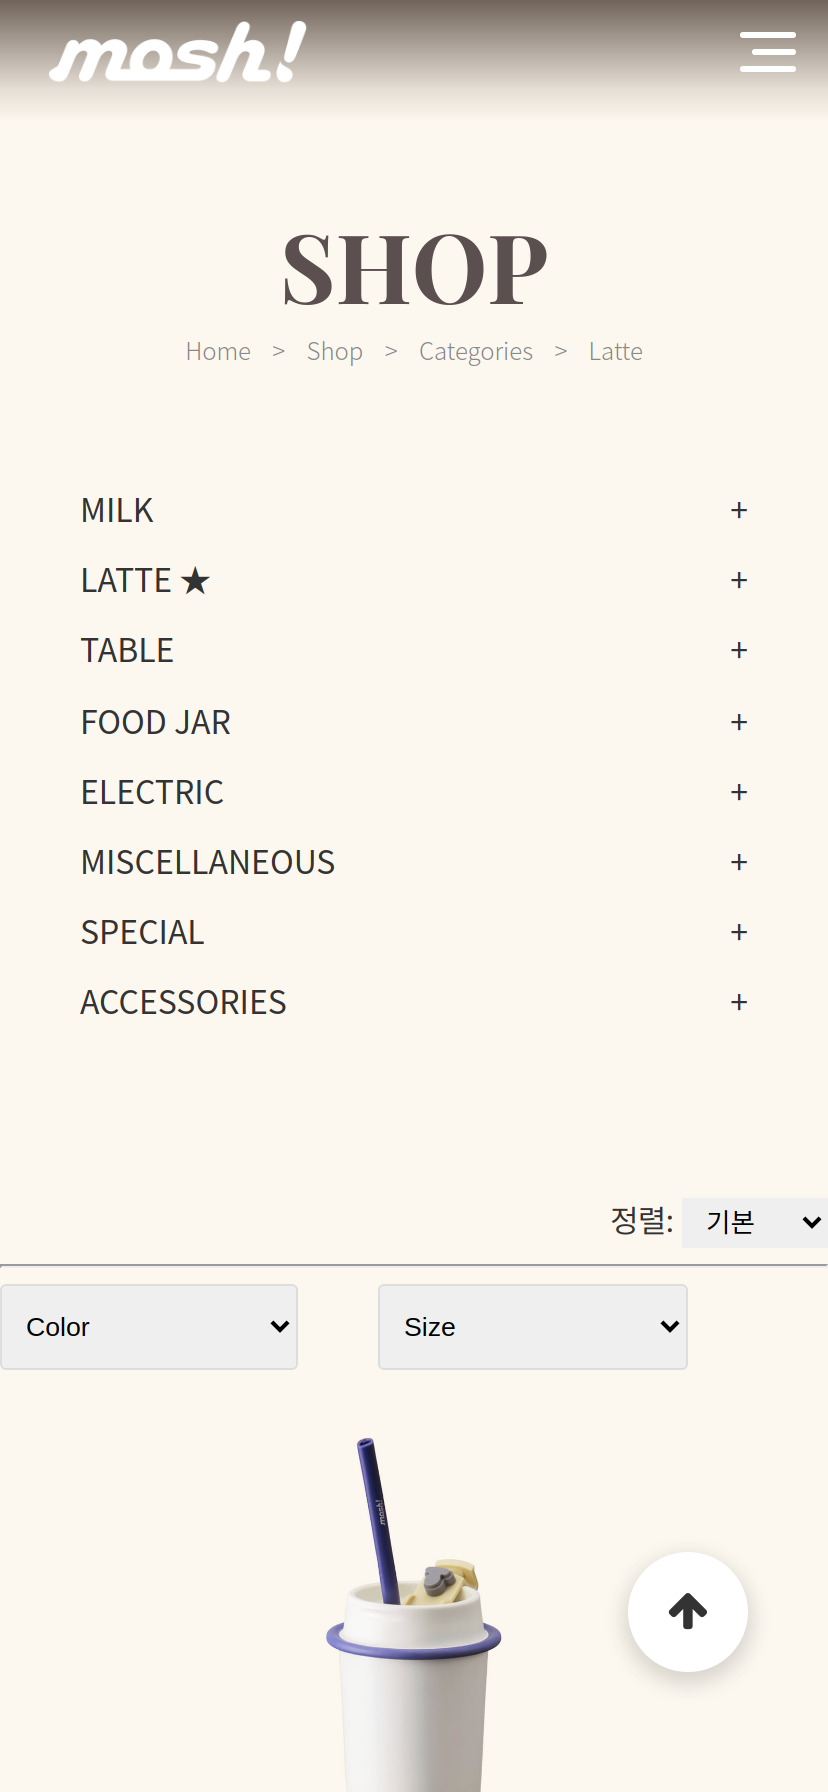 mosh!
SHOP
Home > Shop > Categories > Latte
MILK +
LATTE ★ +
TABLE +
FOOD JAR +
ELECTRIC +
MISCELLANEOUS +
SPECIAL +
ACCESSORIES +
정렬: 기본
Color Size
mosh!